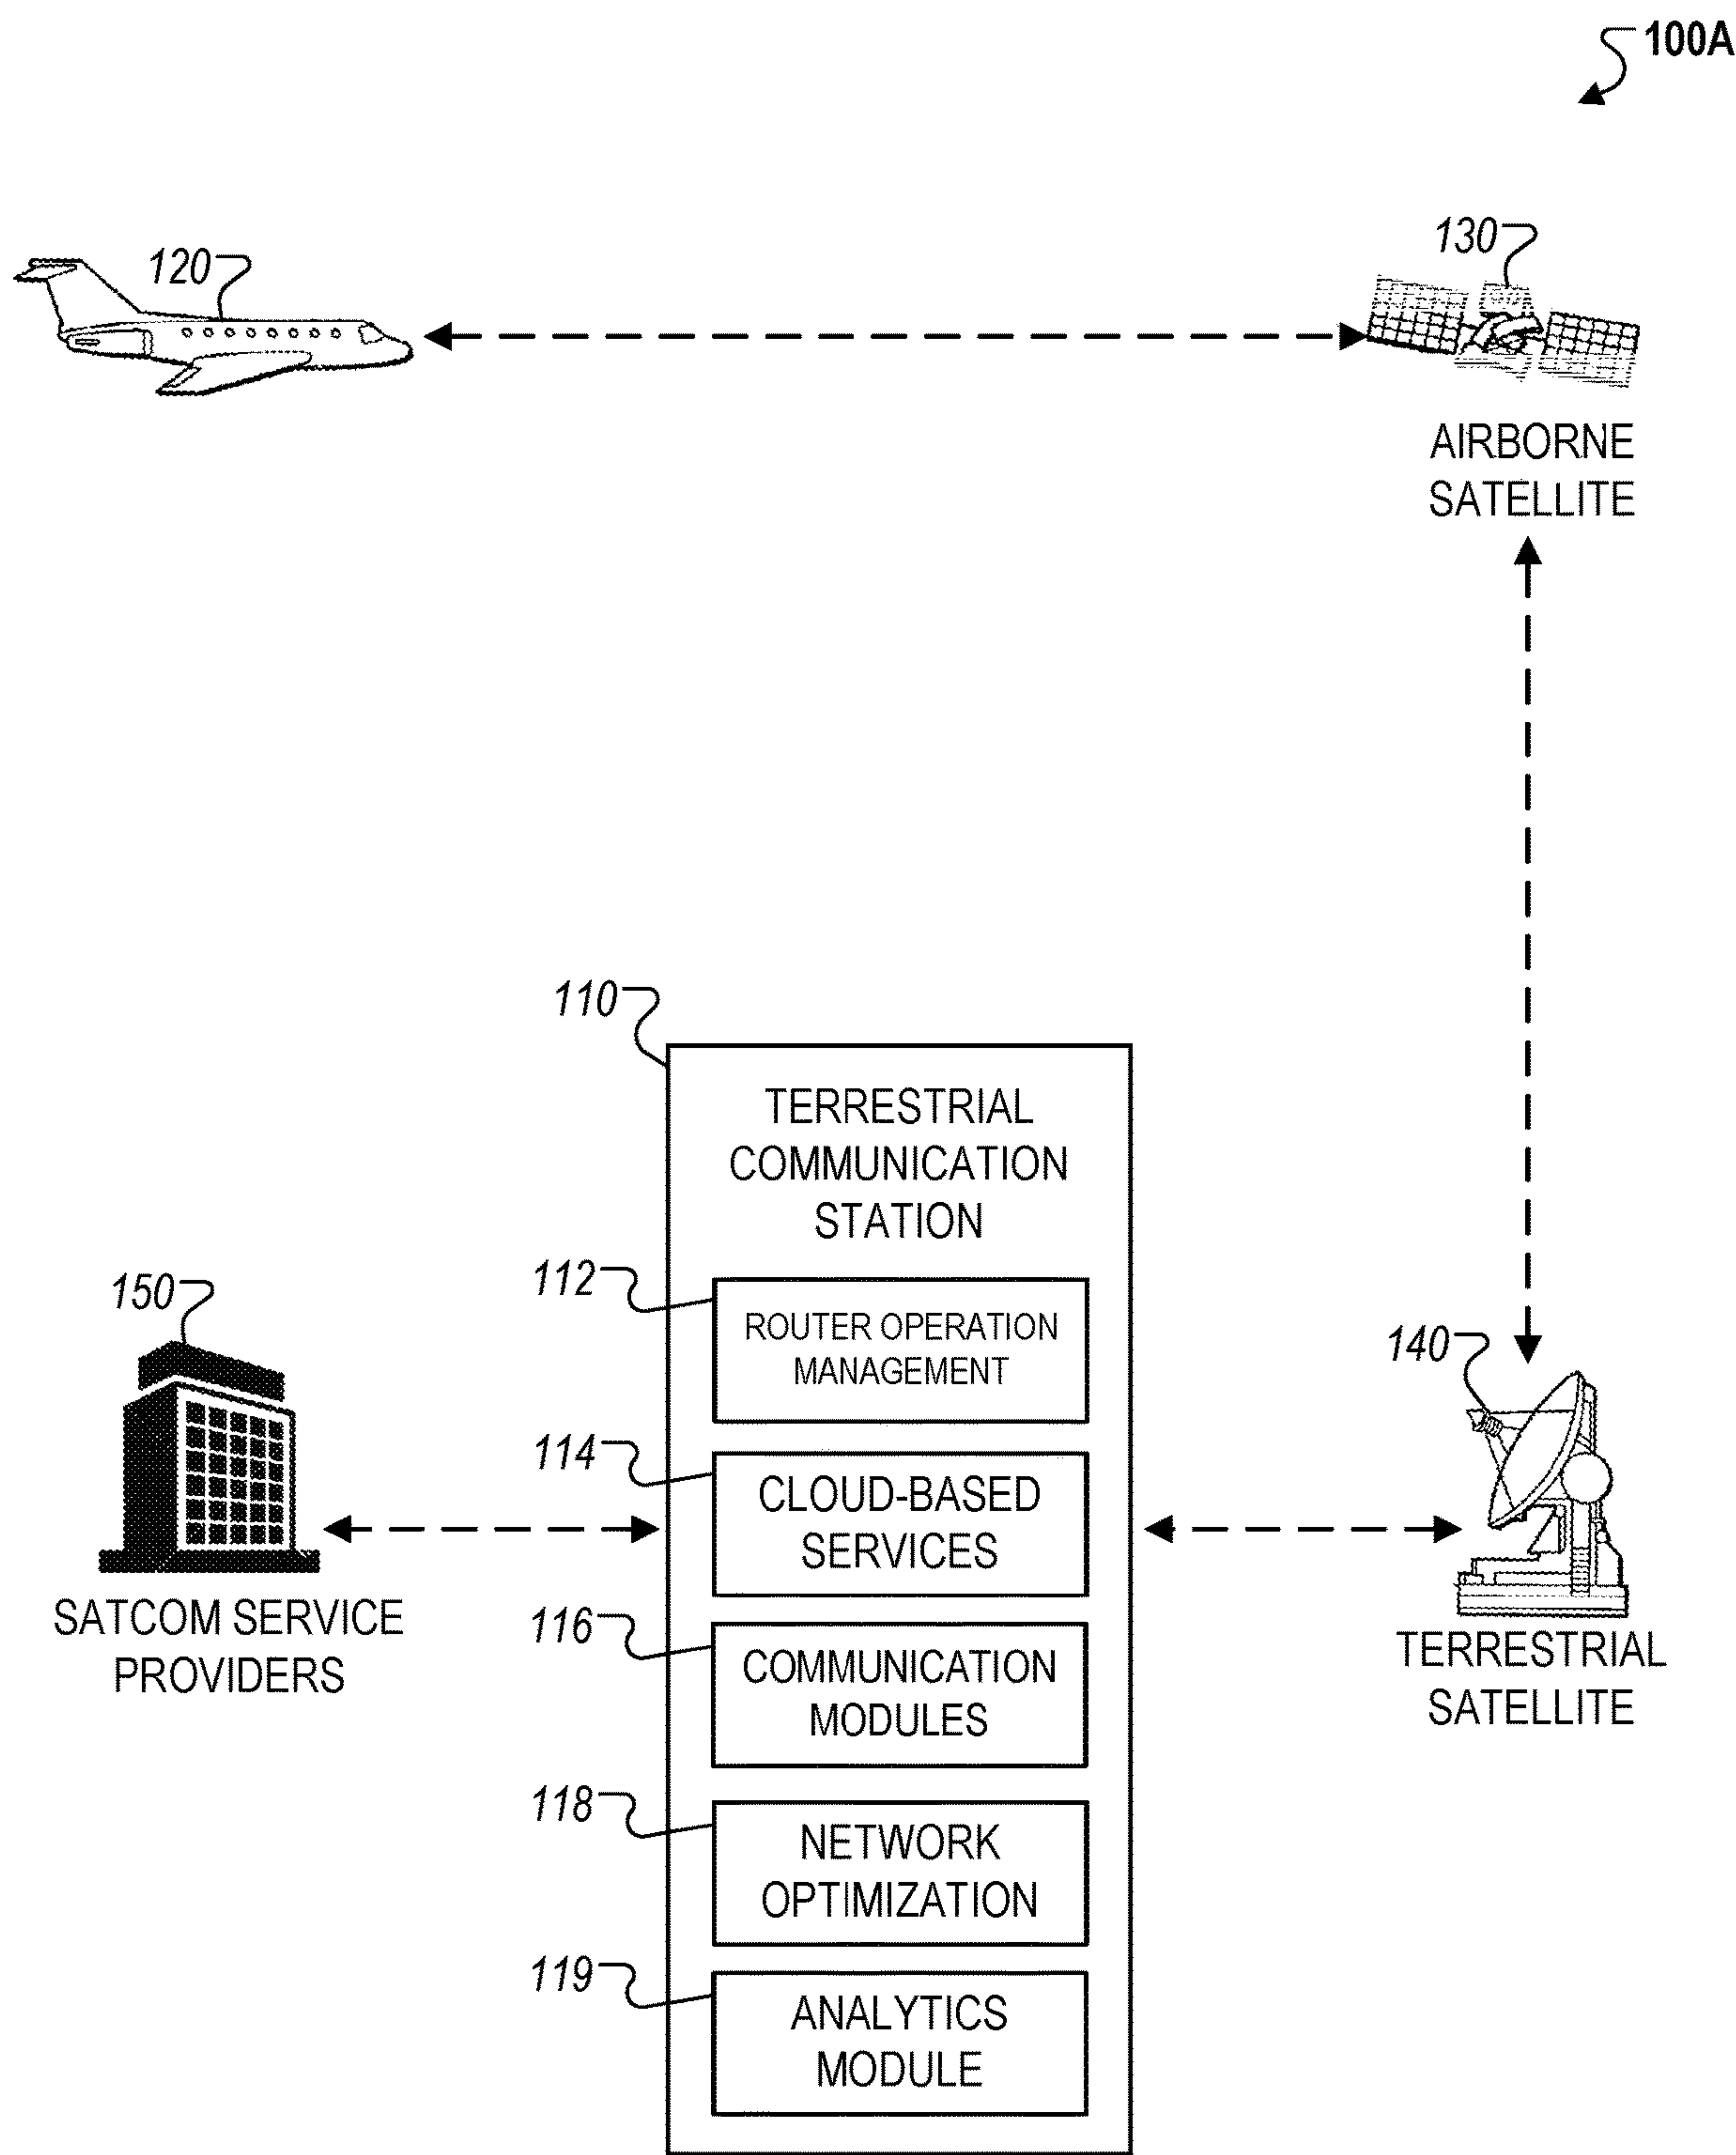 100A
120
130
AIRBORNE
SATELLITE
110
TERRESTRIAL
COMMUNICATION
STATION
112
ROUTER OPERATION
MANAGEMENT
150
140
114
CLOUD-BASED
SERVICES
SATCOM SERVICE
PROVIDERS
116
COMMUNICATION
MODULES
TERRESTRIAL
SATELLITE
118
NETWORK
OPTIMIZATION
119
ANALYTICS
MODULE